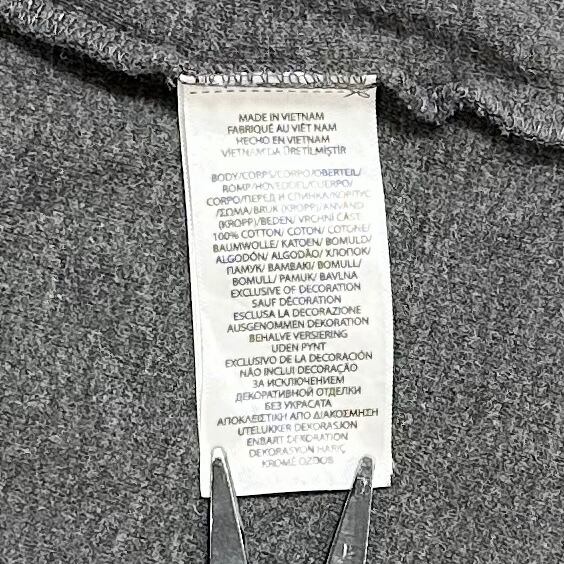 MADE IN VIETNAM
FABRIQUÉ AU VIÊT NAM
HECHO EN VIETNAM
VIETNAM'DA ÜRETİLMİŞTİR
BODY/CORPS/CORPO/OBERTEIL/
ROMP/HOVEDDEL/CUERPO/
CORPO/ПЕРЕД И СПИНКА/КОРПУС
/ΣΩΜΑ/BRUK (KROPP)/ANVÄND
(KROPP)/BEDEN/ VRCHNÍ ČÁST
100% COTTON/ COTON/ COTONE/
BAUMWOLLE/ KATOEN/ BOMULD/
ALGODÓN/ ALGODÃO/ ХЛОПОК/
ПАМУК/ ΒΑΜΒΑΚΙ/ BOMULL/
BOMULL/ PAMUK/ BAVLNA
EXCLUSIVE OF DECORATION
SAUF DÉCORATION
ESCLUSA LA DECORAZIONE
AUSGENOMMEN DEKORATION
BEHALVE VERSIERING
UDEN PYNT
EXCLUSIVO DE LA DECORACIÓN
NÃO INCLUI DECORAÇÃO
ЗА ИСКЛЮЧЕНИЕМ
ДЕКОРАТИВНОЙ ОТДЕЛКИ
БЕЗ УКРАСАТА
ΑΠΟΚΛΕΙΣΤΙΚΗ ΑΠΟ ΔΙΑΚΟΣΜΗΣΗ
UTELUKKER DEKORASJON
ENBART DEKORATION
DEKORASYON HARİÇ
KROMĚ OZDOB